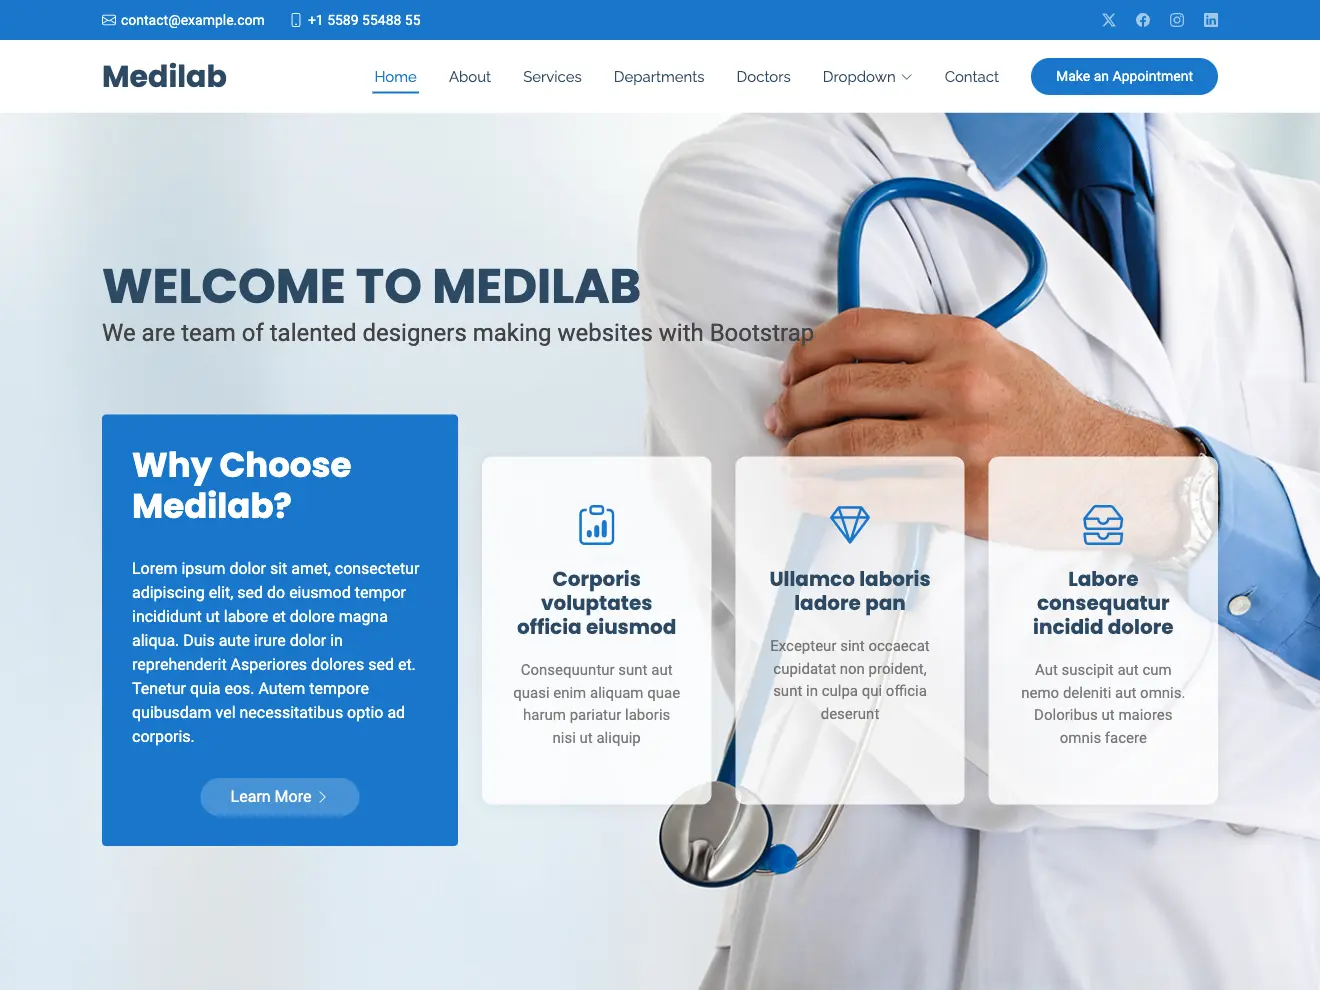 contact@example.com +1 5589 55488 55
Medilab
Home About Services Departments Doctors Dropdown Contact Make an Appointment
WELCOME TO MEDILAB
We are team of talented designers making websites with Bootstrap
Why Choose
Medilab?
Lorem ipsum dolor sit amet, consectetur
adipiscing elit, sed do eiusmod tempor
incididunt ut labore et dolore magna
aliqua. Duis aute irure dolor in
reprehenderit Asperiores dolores sed et.
Tenetur quia eos. Autem tempore
quibusdam vel necessitatibus optio ad
corporis.
Learn More
Corporis
voluptates
officia eiusmod
Consequuntur sunt aut
quasi enim aliquam quae
harum pariatur laboris
nisi ut aliquip
Ullamco laboris
ladore pan
Excepteur sint occaecat
cupidatat non proident,
sunt in culpa qui officia
deserunt
Labore
consequatur
incidid dolore
Aut suscipit aut cum
nemo deleniti aut omnis.
Doloribus ut maiores
omnis facere